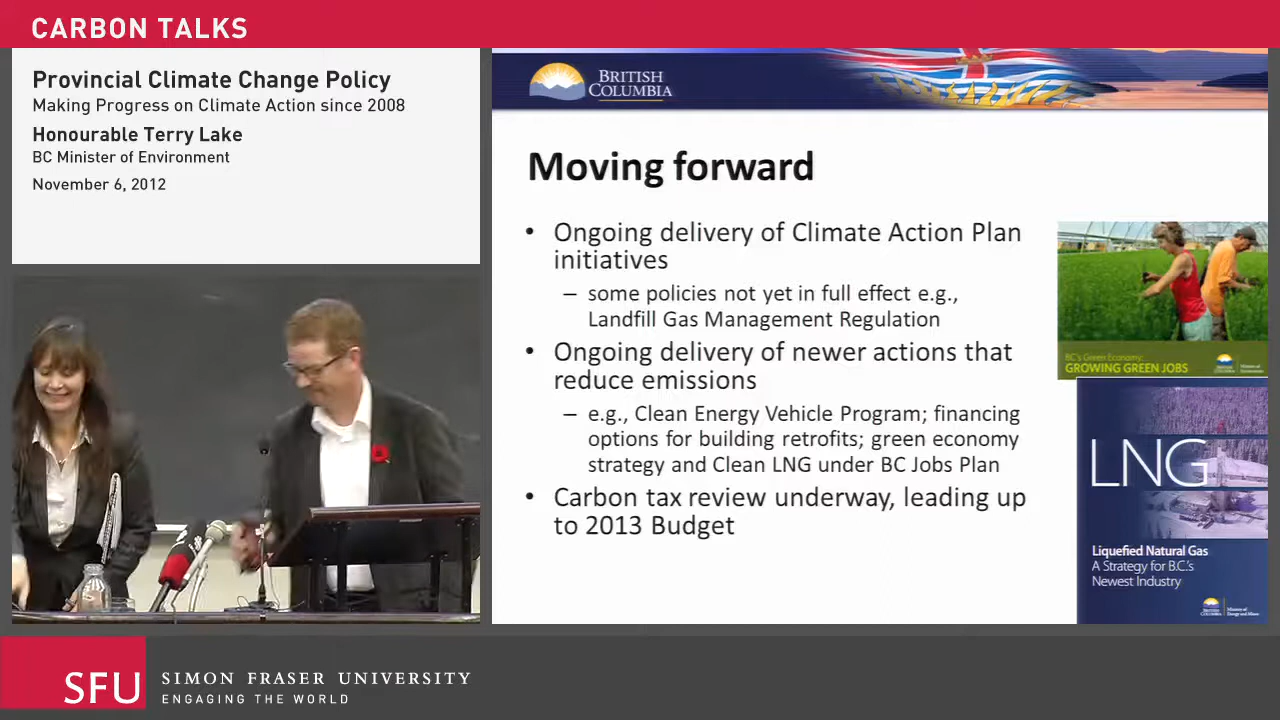 CARBON TALKS
Provincial Climate Change Policy
Making Progress on Climate Action since 2008
Honourable Terry Lake
BC Minister of Environment
November 6, 2012
BRITISH
COLUMBIA
Moving forward
• Ongoing delivery of Climate Action Plan
initiatives
– some policies not yet in full effect e.g.,
Landfill Gas Management Regulation
• Ongoing delivery of newer actions that
reduce emissions
– e.g., Clean Energy Vehicle Program; financing
options for building retrofits; green economy
strategy and Clean LNG under BC Jobs Plan
• Carbon tax review underway, leading up
to 2013 Budget
BC's Green Economy:
GROWING GREEN JOBS
LNG
Liquefied Natural Gas
A Strategy for B.C.'s
Newest Industry
SFU
SIMON FRASER UNIVERSITY
ENGAGING THE WORLD